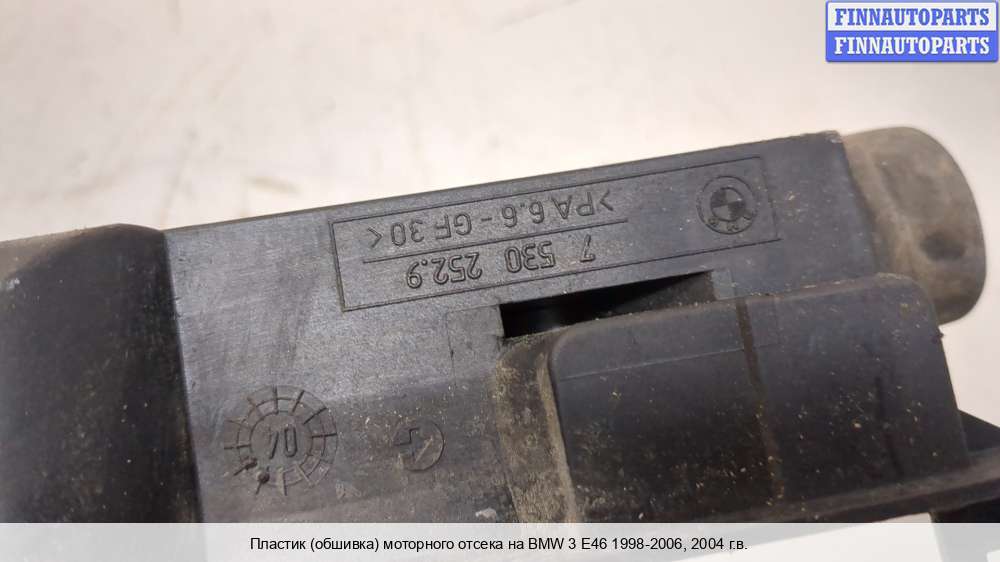 FINNAUTOPARTS
FINNAUTOPARTS
>PA 6.6 - GF 30<
7 530 252.9
04
Пластик (обшивка) моторного отсека на BMW 3 E46 1998-2006, 2004 г.в.